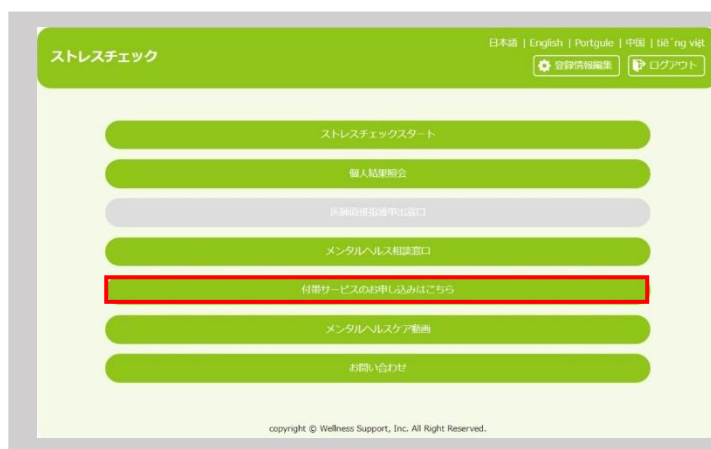 日本語 | English | Portgule | 中国 | tiê´ng việt
ストレスチェック
登録情報編集 ログアウト
ストレスチェックスタート
個人結果照会
医師面接指導申出窓口
メンタルヘルス相談窓口
付帯サービスのお申し込みはこちら
メンタルヘルスケア動画
お問い合わせ
copyright © Wellness Support, Inc. All Right Reserved.